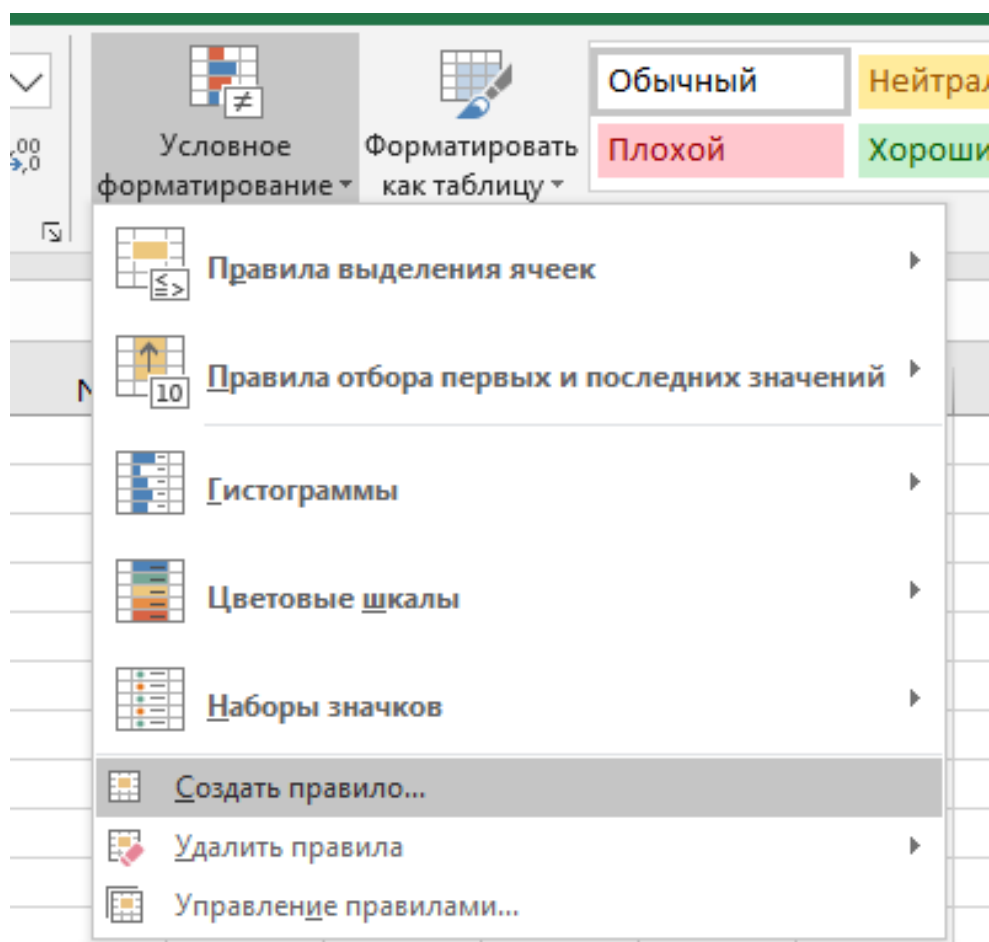 Обычный
Нейтрал
Плохой
Хороши
,00
,0
Условное
форматирование
Форматировать
как таблицу
Правила выделения ячеек
10
Правила отбора первых и последних значений
Гистограммы
Цветовые шкалы
Наборы значков
Создать правило...
Удалить правила
Управление правилами...